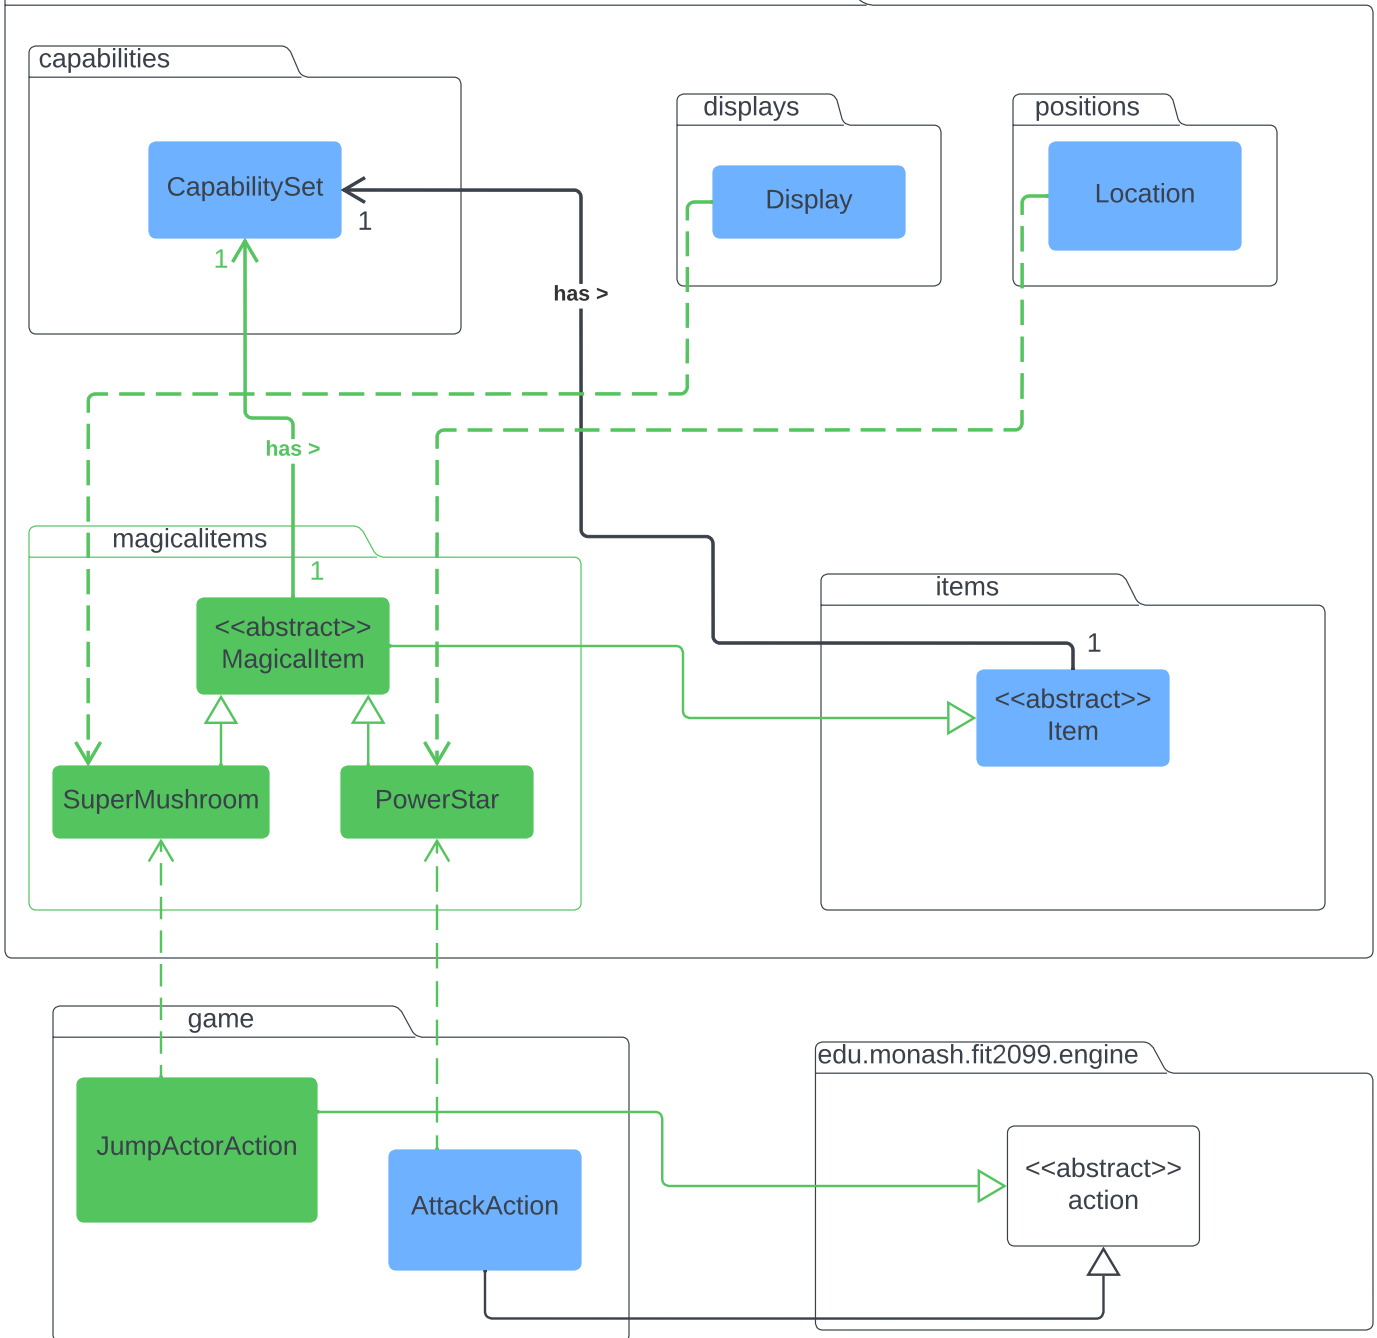 capabilities
displays
positions
CapabilitySet
Display
Location
1
1
has >
has >
magicalitems
1
items
<<abstract>>
MagicalItem
1
<<abstract>>
Item
SuperMushroom
PowerStar
game
edu.monash.fit2099.engine
JumpActorAction
<<abstract>>
action
AttackAction